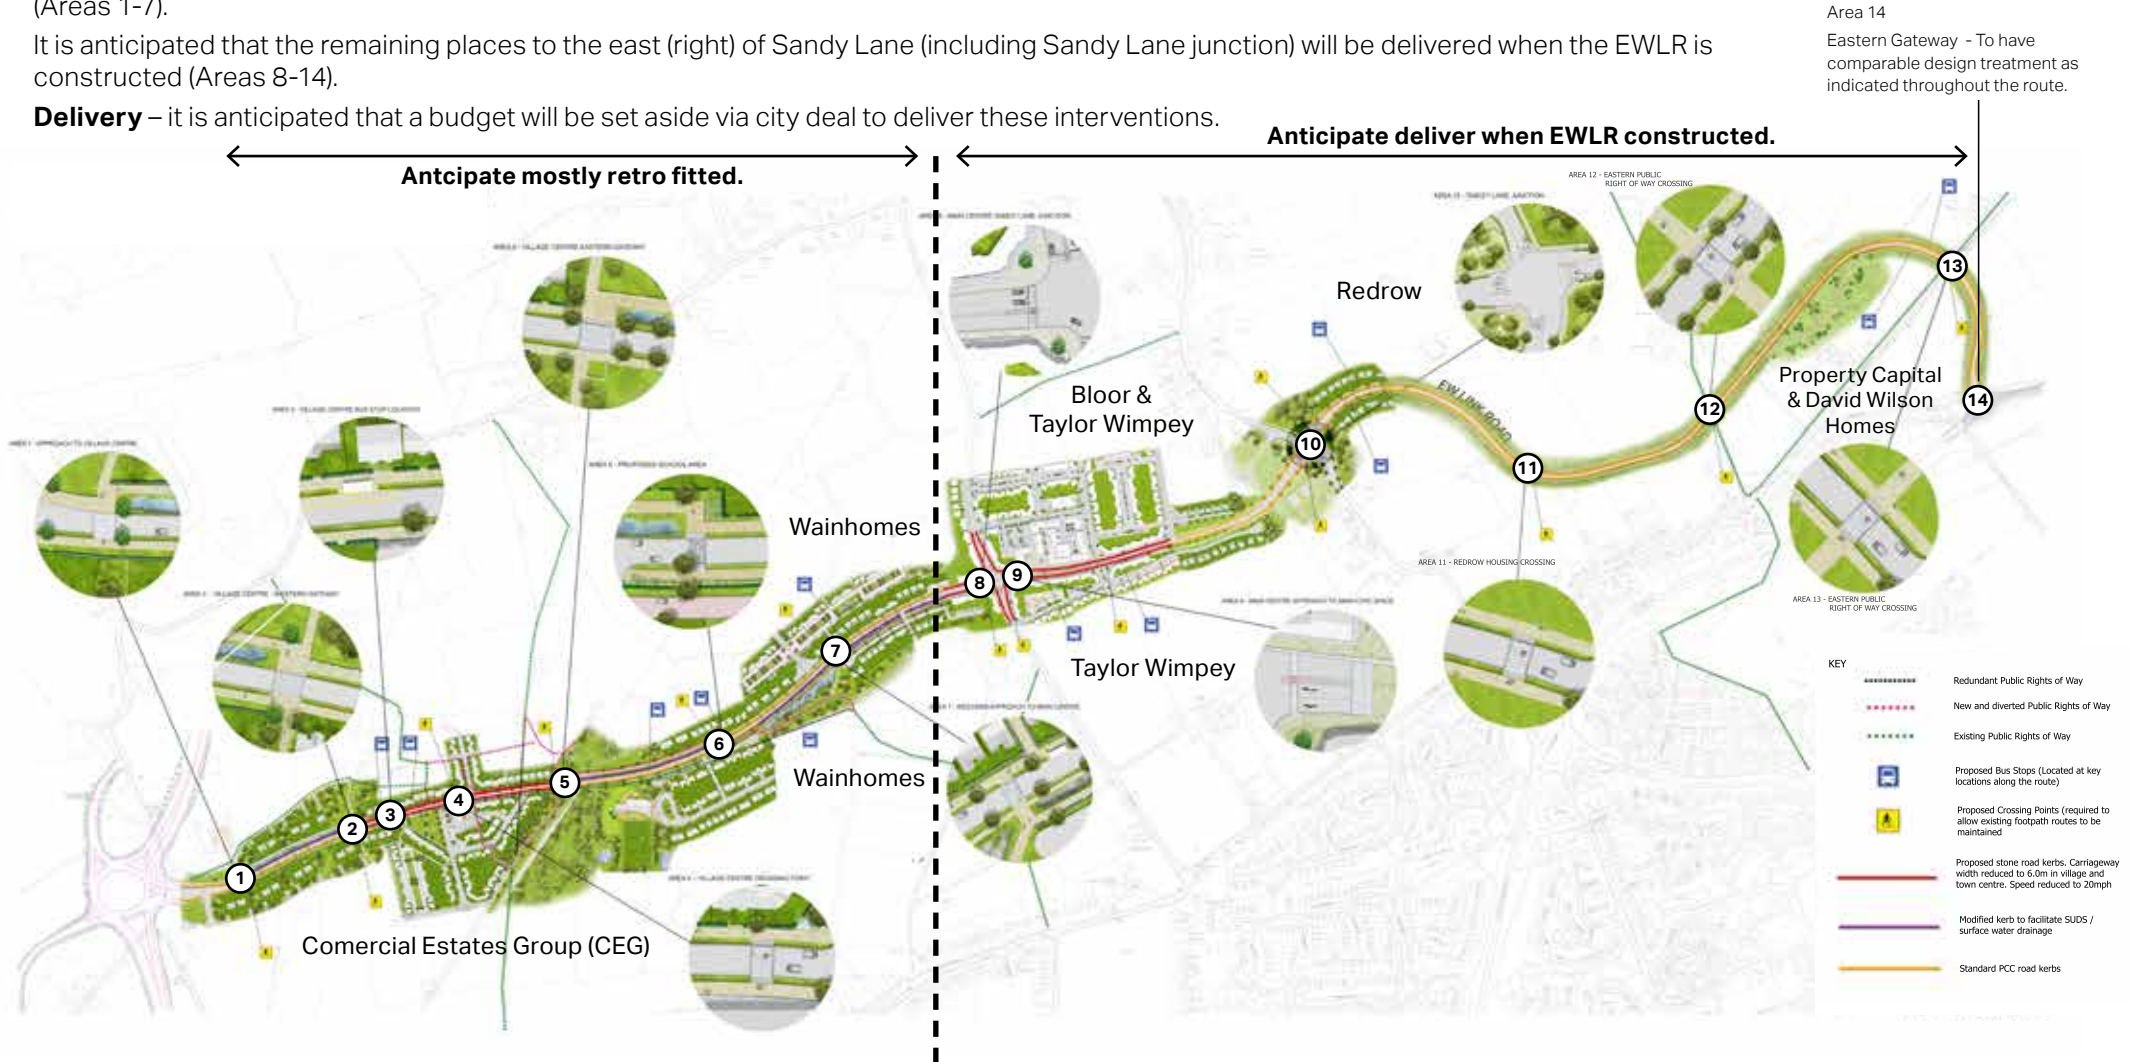 (Areas 1-7).
It is anticipated that the remaining places to the east (right) of Sandy Lane (including Sandy Lane junction) will be delivered when the EWLR is
constructed (Areas 8-14).
Delivery – it is anticipated that a budget will be set aside via city deal to deliver these interventions.
Area 14
Eastern Gateway - To have
comparable design treatment as
indicated throughout the route.
Antcipate mostly retro fitted.
Anticipate deliver when EWLR constructed.
AREA 12 - EASTERN PUBLIC
RIGHT OF WAY CROSSING
Redrow
Bloor &
Taylor Wimpey
EW LINK ROAD
Property Capital
& David Wilson
Homes
Wainhomes
Taylor Wimpey
AREA 11 - REDROW HOUSING CROSSING
AREA 13 - EASTERN PUBLIC
RIGHT OF WAY CROSSING
Wainhomes
Comercial Estates Group (CEG)
1
2
3
4
5
6
7
8
9
10
11
12
13
14
KEY
Redundant Public Rights of Way
New and diverted Public Rights of Way
Existing Public Rights of Way
Proposed Bus Stops (Located at key
locations along the route)
Proposed Crossing Points (required to
allow existing footpath routes to be
maintained
Proposed stone road kerbs. Carriageway
width reduced to 6.0m in village and
town centre. Speed reduced to 20mph
Modified kerb to facilitate SUDS /
surface water drainage
Standard PCC road kerbs